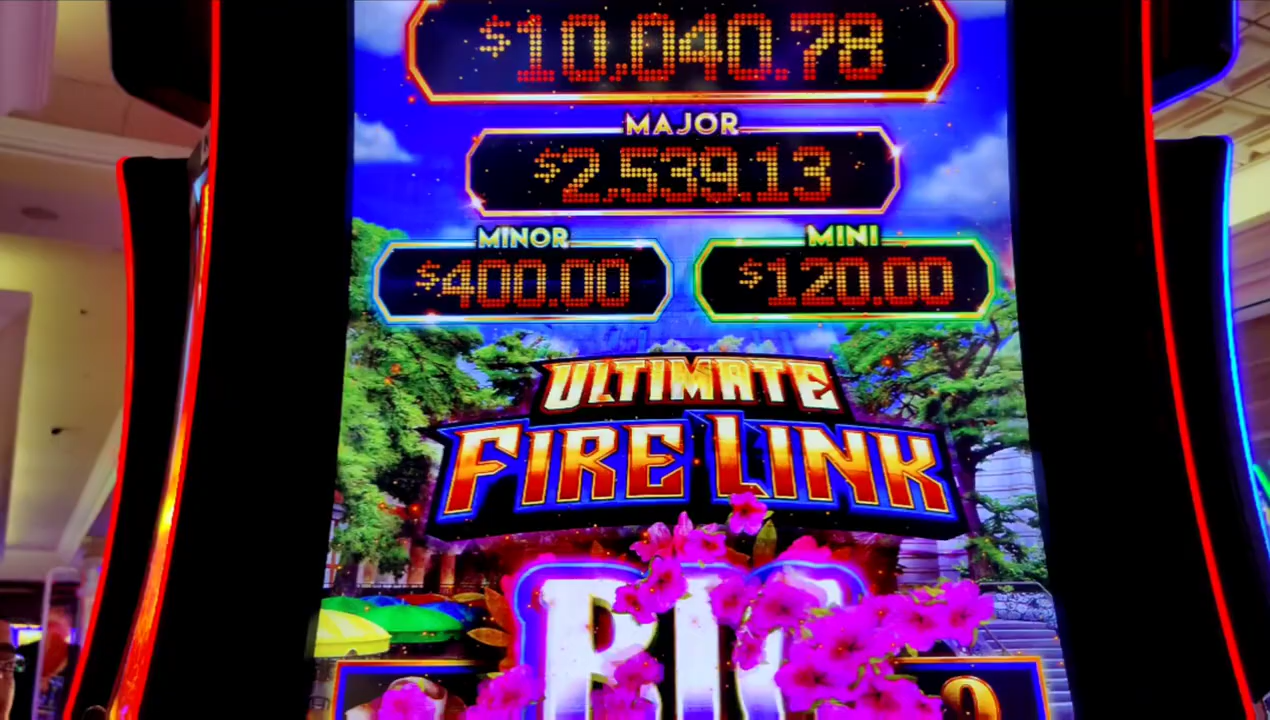 $10,040.78
MAJOR
$2,539.13
MINOR
MINI
$400.00
$120.00
ULTIMATE
FIRE LINK